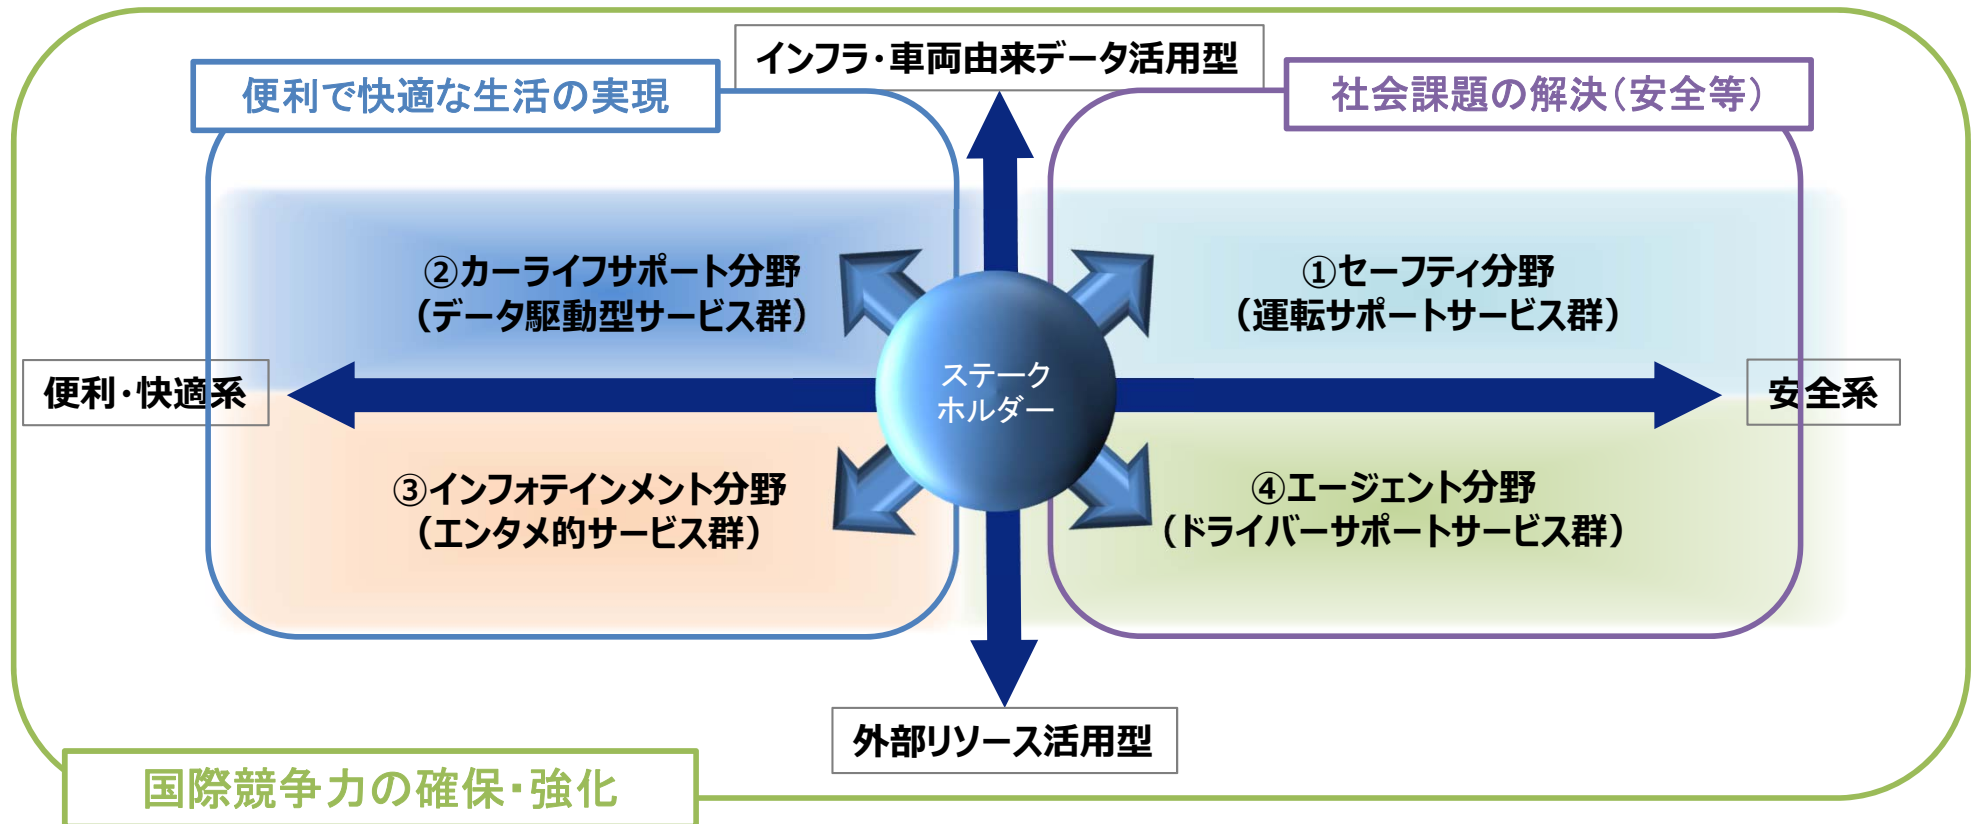 インフラ・車両由来データ活用型
便利で快適な生活の実現
社会課題の解決(安全等)
②カーライフサポート分野
(データ駆動型サービス群)
①セーフティ分野
(運転サポートサービス群)
便利・快適系
ステーク
ホルダー
安全系
③インフォテインメント分野
(エンタメ的サービス群)
④エージェント分野
(ドライバーサポートサービス群)
外部リソース活用型
国際競争力の確保・強化